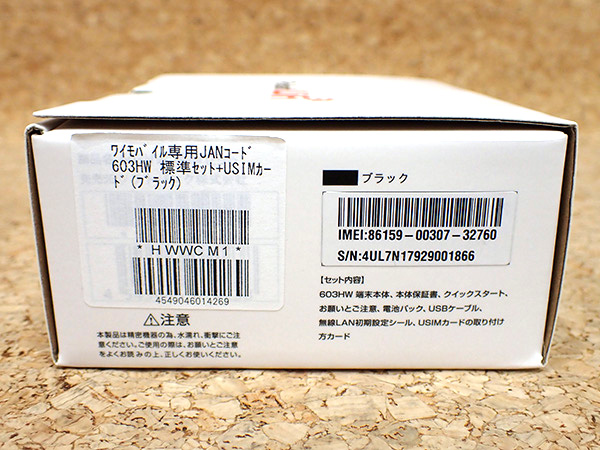 ワイモバイル専用JANコード
603HW 標準セット+USIMカー
ド(ブラック)
* HWWCM1*
4549046014269
⚠注意
本製品は精密機器の為、水濡れ、衝撃にご注
意ください。ご使用の際は、お願いとご注意
をよくお読みの上、正しくお使いください。
ブラック
IMEI:86159-00307-32760
S/N:4UL7N17929001866
【セット内容】
603HW 端末本体、本体保証書、クイックスタート、
お願いとご注意、電池パック、USBケーブル、
無線LAN初期設定シール、USIMカードの取り付け
方カード